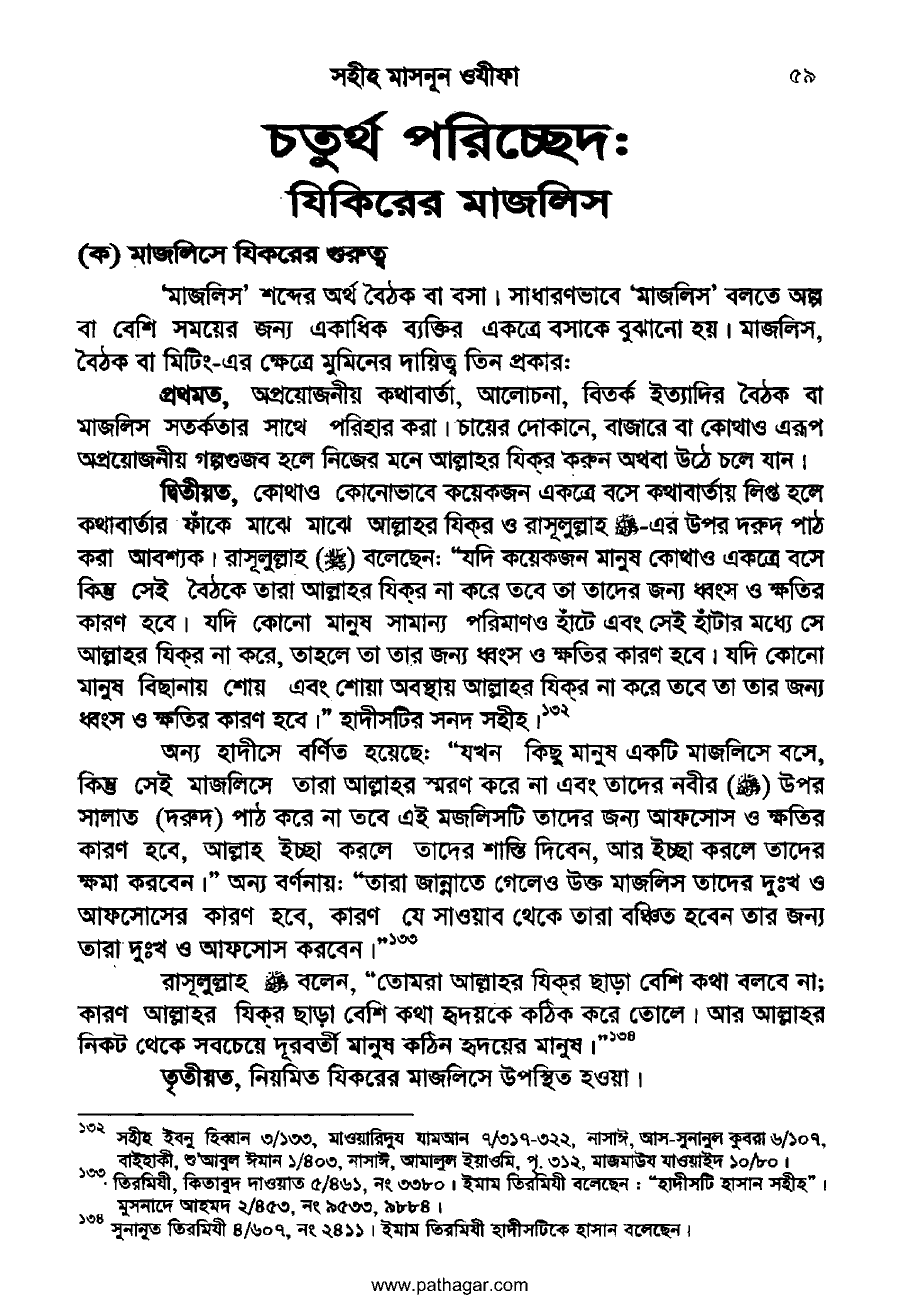 সহীহ মাসনূন ওযীফা ৫৯
চতুর্থ পরিচ্ছেদ:
যিকিরের মাজলিস
(ক) মাজলিসে যিকরের গুরুত্ব
‘মাজলিস’ শব্দের অর্থ বৈঠক বা বসা। সাধারণভাবে ‘মাজলিস’ বলতে অল্প
বা বেশি সময়ের জন্য একাধিক ব্যক্তির একত্রে বসাকে বুঝানো হয়। মাজলিস,
বৈঠক বা মিটিং-এর ক্ষেত্রে মুমিনের দায়িত্ব তিন প্রকার:
প্রথমত, অপ্রয়োজনীয় কথাবার্তা, আলোচনা, বিতর্ক ইত্যাদির বৈঠক বা
মাজলিস সতর্কতার সাথে পরিহার করা। চায়ের দোকানে, বাজারে বা কোথাও এরূপ
অপ্রয়োজনীয় গল্পগুজব হলে নিজের মনে আল্লাহর যিক্‌র করুন অথবা উঠে চলে যান।
দ্বিতীয়ত, কোথাও কোনোভাবে কয়েকজন একত্রে বসে কথাবার্তায় লিপ্ত হলে
কথাবার্তার ফাঁকে মাঝে মাঝে আল্লাহর যিক্‌র ও রাসূলুল্লাহ ﷺ-এর উপর দরুদ পাঠ
করা আবশ্যক। রাসূলুল্লাহ (ﷺ) বলেছেন: “যদি কয়েকজন মানুষ কোথাও একত্রে বসে
কিন্তু সেই বৈঠকে তারা আল্লাহর যিক্‌র না করে তবে তা তাদের জন্য ধ্বংস ও ক্ষতির
কারণ হবে। যদি কোনো মানুষ সামান্য পরিমাণও হাঁটে এবং সেই হাঁটার মধ্যে সে
আল্লাহর যিক্‌র না করে, তাহলে তা তার জন্য ধ্বংস ও ক্ষতির কারণ হবে। যদি কোনো
মানুষ বিছানায় শোয় এবং শোয়া অবস্থায় আল্লাহর যিক্‌র না করে তবে তা তার জন্য
ধ্বংস ও ক্ষতির কারণ হবে।” হাদীসটির সনদ সহীহ।১৩২
অন্য হাদীসে বর্ণিত হয়েছে: “যখন কিছু মানুষ একটি মাজলিসে বসে,
কিন্তু সেই মাজলিসে তারা আল্লাহর স্মরণ করে না এবং তাদের নবীর (ﷺ) উপর
সালাত (দরুদ) পাঠ করে না তবে এই মজলিসটি তাদের জন্য আফসোস ও ক্ষতির
কারণ হবে, আল্লাহ ইচ্ছা করলে তাদের শাস্তি দিবেন, আর ইচ্ছা করলে তাদের
ক্ষমা করবেন।” অন্য বর্ণনায়: “তারা জান্নাতে গেলেও উক্ত মাজলিস তাদের দুঃখ ও
আফসোসের কারণ হবে, কারণ যে সাওয়াব থেকে তারা বঞ্চিত হবেন তার জন্য
তারা দুঃখ ও আফসোস করবেন।”১৩৩
রাসূলুল্লাহ ﷺ বলেন, “তোমরা আল্লাহর যিক্‌র ছাড়া বেশি কথা বলবে না;
কারণ আল্লাহর যিক্‌র ছাড়া বেশি কথা হৃদয়কে কঠিক করে তোলে। আর আল্লাহর
নিকট থেকে সবচেয়ে দূরবর্তী মানুষ কঠিন হৃদয়ের মানুষ।”১৩৪
তৃতীয়ত, নিয়মিত যিকরের মাজলিসে উপস্থিত হওয়া।
১৩২ সহীহ ইবনু হিব্বান ৩/১৩৩, মাওয়ারিদুয যামআন ৭/৩১৭-৩২২, নাসাঈ, আস-সুনানুল কুবরা ৬/১০৭,
বাইহাকী, শু’আবুল ঈমান ১/৪০৩, নাসাঈ, আমালুল ইয়াওমি, পৃ. ৩১২, মাজমাউয যাওয়াইদ ১০/৮০।
১৩৩. তিরমিযী, কিতাবুদ দাওয়াত ৫/৪৬১, নং ৩৩৮০। ইমাম তিরমিযী বলেছেন : “হাদীসটি হাসান সহীহ”।
মুসনাদে আহমদ ২/৪৫৩, নং ৯৫৩৩, ৯৮৮৪।
১৩৪ সুনানুত তিরমিযী ৪/৬০৭, নং ২৪১১। ইমাম তিরমিযী হাদীসটিকে হাসান বলেছেন।
www.pathagar.com